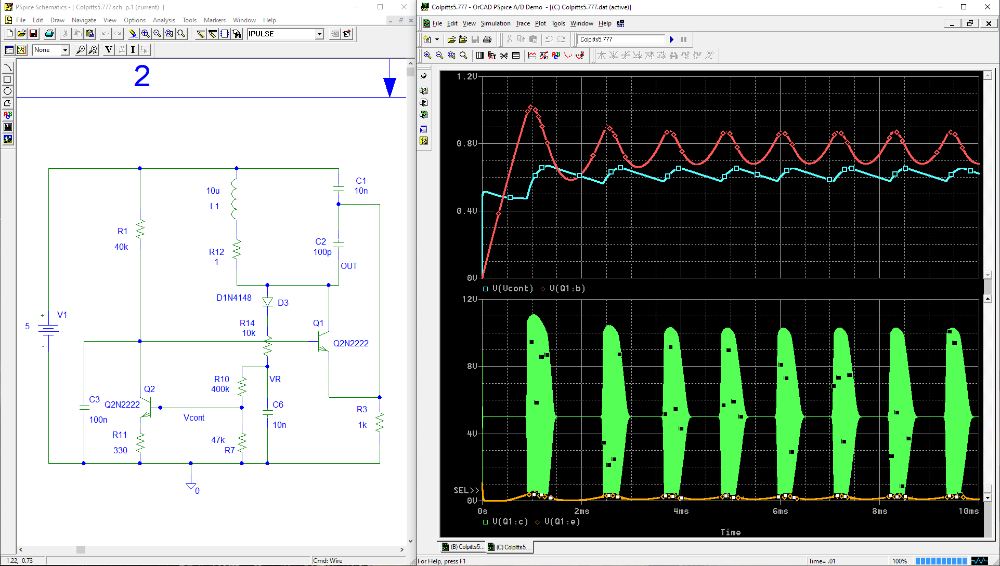 PSpice Schematics - [ Colpitts5.777.sch  p.1 (current)  ]
File Edit Draw Navigate View Options Analysis Tools Markers Window Help
IPULSE
None
V I
ABC
2
10u
L1
C1
10n
R1
40k
R12
1
C2
100p
OUT
D1N4148
D3
+
V1
5
-
R14
10k
Q1
Q2N2222
R10
400k
VR
Q2
C3
Q2N2222
100n
Vcont
C6
10n
R3
1k
R11
330
47k
R7
0
1.22, 0.73
Cmd: Wire
Colpitts5.777 - OrCAD PSpice A/D Demo  - [(C) Colpitts5.777.dat (active)]
File Edit View Simulation Trace Plot Tools Window Help
Colpitts5.777
FFT
ABC
1.2V
0.8V
0.4V
0V
V(Vcont) V(Q1:b)
12V
8V
4V
SEL>>
0V
0s 2ms 4ms 6ms 8ms 10ms
V(Q1:c) V(Q1:e)
Time
(B) Colpitts5... (C) Colpitts5....
For Help, press F1
Time= .01
100%